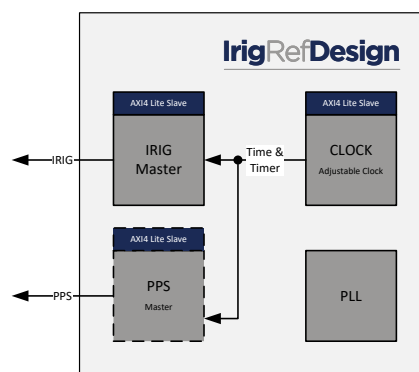 IrigRefDesign
AXI4 Lite Slave
AXI4 Lite Slave
IRIG
IRIG
Master
Time &
Timer
CLOCK
Adjustable Clock
AXI4 Lite Slave
PPS
PPS
Master
PLL